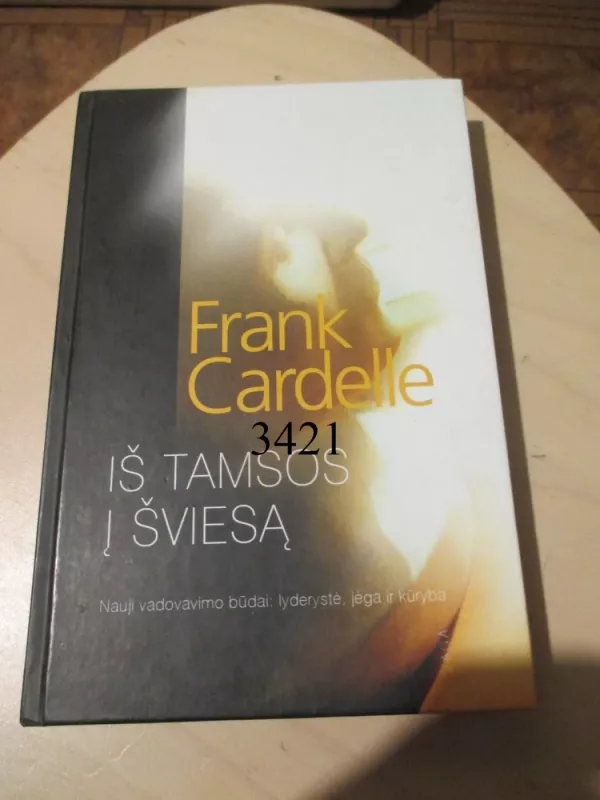 Frank
Cardelle
3421
IŠ TAMSOS
Į ŠVIESĄ
Nauji vadovavimo būdai: lyderystė, jėga ir kūryba